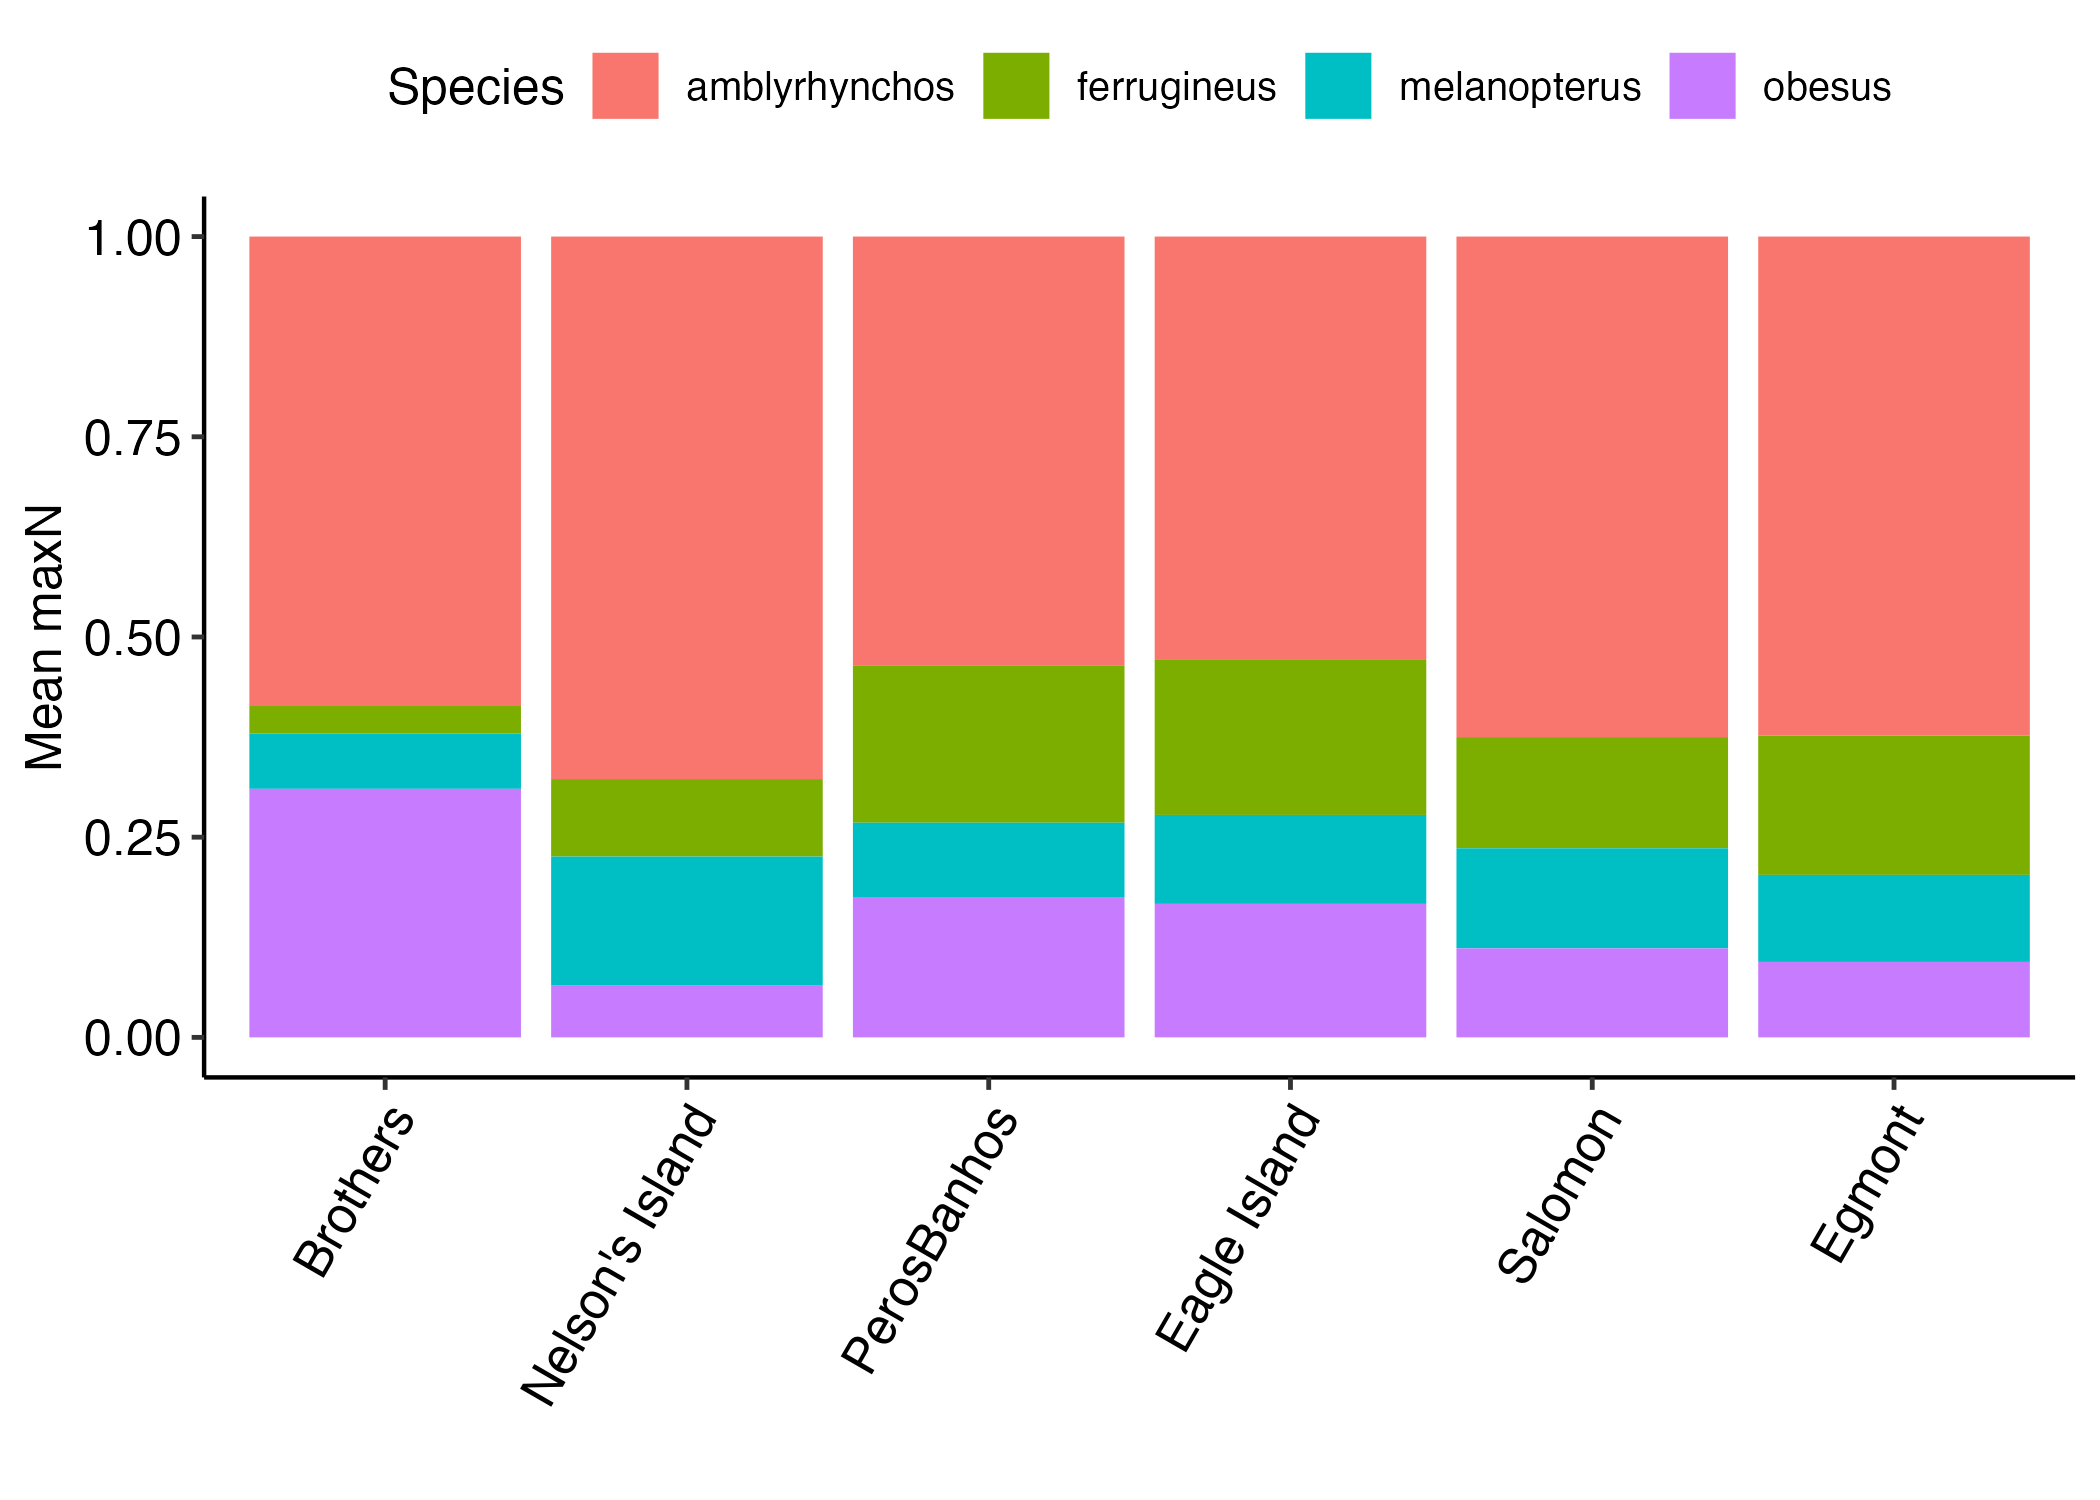 Species amblyrhynchos ferrugineus melanopterus obesus
Mean maxN
1.00
0.75
0.50
0.25
0.00
Brothers
Nelson's Island
PerosBanhos
Eagle Island
Salomon
Egmont